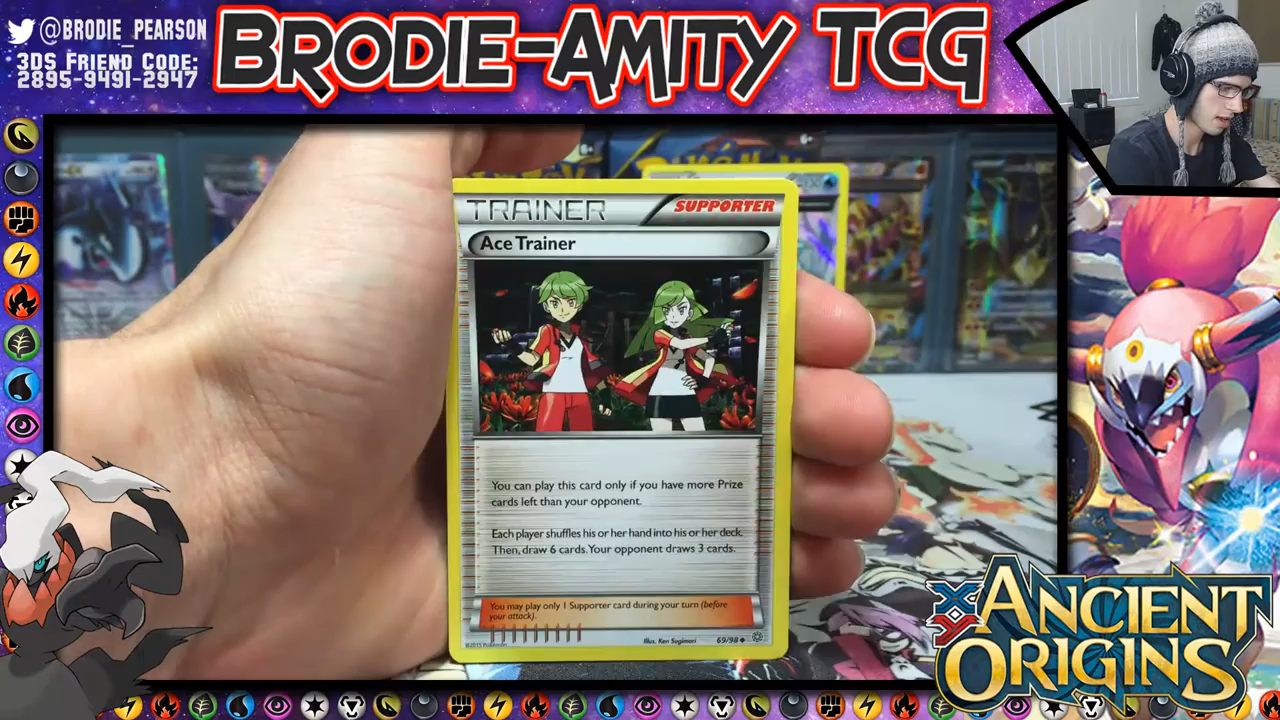 @BRODIE_PEARSON
3DS FRIEND CODE:
2895-9491-2947
BRODIE-AMITY TCG
TRAINER
SUPPORTER
Ace Trainer
You can play this card only if you have more Prize
cards left than your opponent.
Each player shuffles his or her hand into his or her deck.
Then, draw 6 cards. Your opponent draws 3 cards.
You may play only 1 Supporter card during your turn (before
your attack).
©2015 Pokémon
Illus. Ken Sugimori
69/98
XY
ANCIENT
ORIGINS